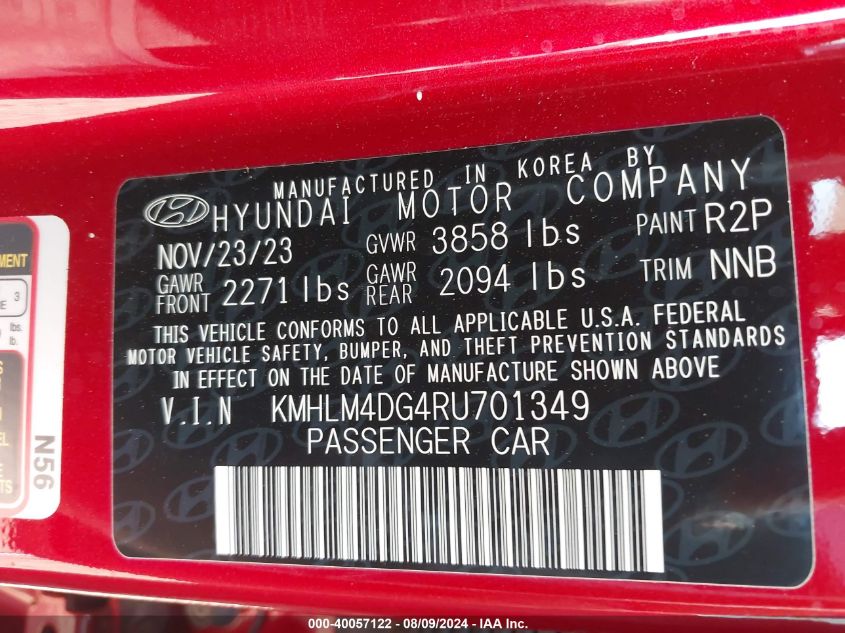 MANUFACTURED IN KOREA BY
HYUNDAI MOTOR COMPANY
NOV/23/23 GVWR 3858 lbs PAINT R2P
GAWR FRONT 2271 lbs GAWR REAR 2094 lbs TRIM NNB
THIS VEHICLE CONFORMS TO ALL APPLICABLE U.S.A. FEDERAL
MOTOR VEHICLE SAFETY, BUMPER, AND THEFT PREVENTION STANDARDS
IN EFFECT ON THE DATE OF MANUFACTURE SHOWN ABOVE
V.I.N KMHLM4DG4RU701349
PASSENGER CAR
3
lbs.
lb.
N56
000-40057122 - 08/09/2024 - IAA Inc.